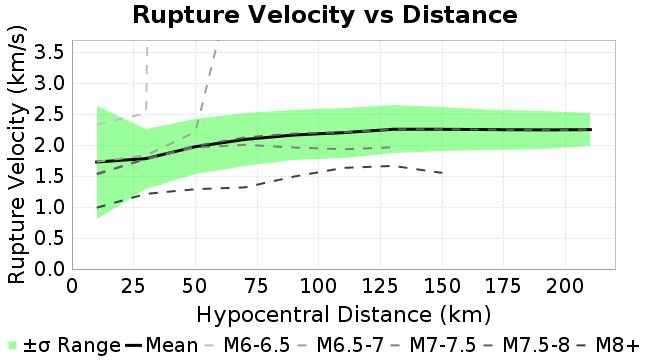 Rupture Velocity vs Distance
Rupture Velocity (km/s)
3.5
3.0
2.5
2.0
1.5
1.0
0.5
0.0
0 25 50 75 100 125 150 175 200
Hypocentral Distance (km)
±σ Range Mean M6-6.5 M6.5-7 M7-7.5 M7.5-8 M8+